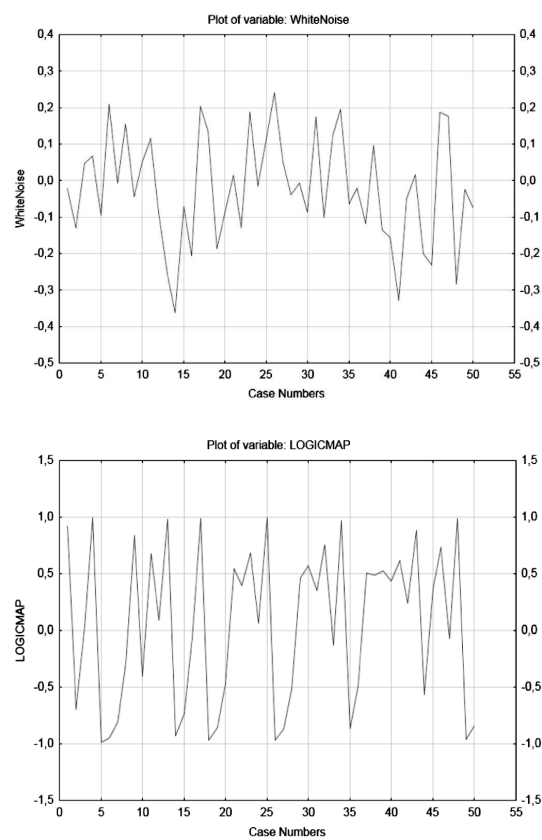 Plot of variable: WhiteNoise
0,4 0,4
0,3 0,3
0,2 0,2
0,1 0,1
0,0 0,0
-0,1 -0,1
-0,2 -0,2
-0,3 -0,3
-0,4 -0,4
-0,5 -0,5
WhiteNoise
0 5 10 15 20 25 30 35 40 45 50 55
Case Numbers
Plot of variable: LOGICMAP
1,5 1,5
1,0 1,0
0,5 0,5
0,0 0,0
-0,5 -0,5
-1,0 -1,0
-1,5 -1,5
LOGICMAP
0 5 10 15 20 25 30 35 40 45 50 55
Case Numbers